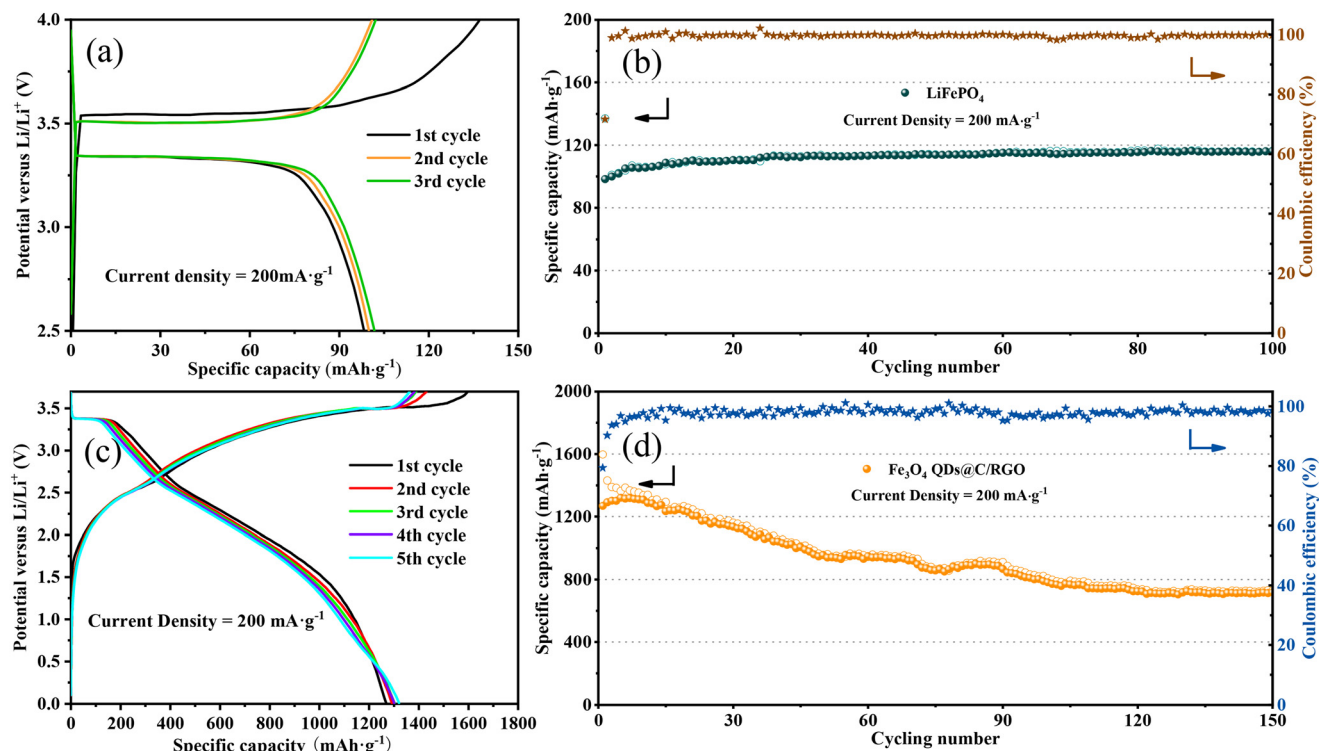 (a)
4.0
3.5
3.0
2.5
Potential versus Li/Li⁺ (V)
1st cycle
2nd cycle
3rd cycle
Current density = 200mA·g⁻¹
0 30 60 90 120 150
Specific capacity (mAh·g⁻¹)
(b)
200
160
120
80
40
0
Specific capacity (mAh·g⁻¹)
LiFePO₄
Current Density = 200 mA·g⁻¹
100
80
60
40
20
0
Coulombic efficiency (%)
0 20 40 60 80 100
Cycling number
(c)
3.5
3.0
2.5
2.0
1.5
1.0
0.5
0.0
Potential versus Li/Li⁺ (V)
1st cycle
2nd cycle
3rd cycle
4th cycle
5th cycle
Current Density = 200 mA·g⁻¹
0 200 400 600 800 1000 1200 1400 1600 1800
Specific capacity (mAh·g⁻¹)
(d)
2000
1600
1200
800
400
0
Specific capacity (mAh·g⁻¹)
Fe₃O₄ QDs@C/RGO
Current Density = 200 mA·g⁻¹
100
80
60
40
20
0
Coulombic efficiency (%)
0 30 60 90 120 150
Cycling number